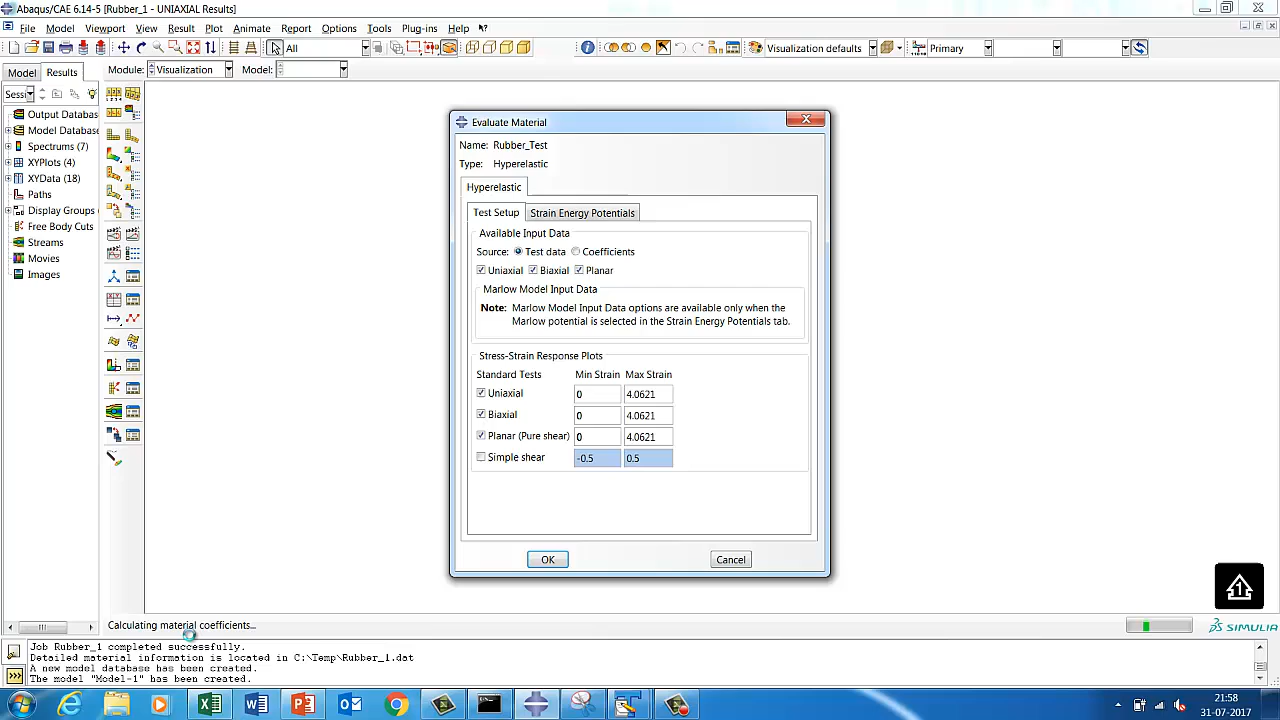 Abaqus/CAE 6.14-5 [Rubber_1 - UNIAXIAL Results]
File Model Viewport View Result Plot Animate Report Options Tools Plug-ins Help
All Visualization defaults Primary
Model Results Module: Visualization Model:
Sess
Output Databas
Model Database
Spectrums (7)
XYPlots (4)
XYData (18)
Paths
Display Groups
Free Body Cuts
Streams
Movies
Images
Evaluate Material
Name: Rubber_Test
Type: Hyperelastic
Hyperelastic
Test Setup Strain Energy Potentials
Available Input Data
Source: Test data Coefficients
Uniaxial Biaxial Planar
Marlow Model Input Data
Note: Marlow Model Input Data options are available only when the
Marlow potential is selected in the Strain Energy Potentials tab.
Stress-Strain Response Plots
Standard Tests Min Strain Max Strain
Uniaxial 0 4.0621
Biaxial 0 4.0621
Planar (Pure shear) 0 4.0621
Simple shear -0.5 0.5
OK Cancel
Calculating material coefficients...
SIMULIA
Job Rubber_1 completed successfully.
Detailed material information is located in C:\Temp\Rubber_1.dat
A new model database has been created.
The model "Model-1" has been created.
21:58
31-07-2017